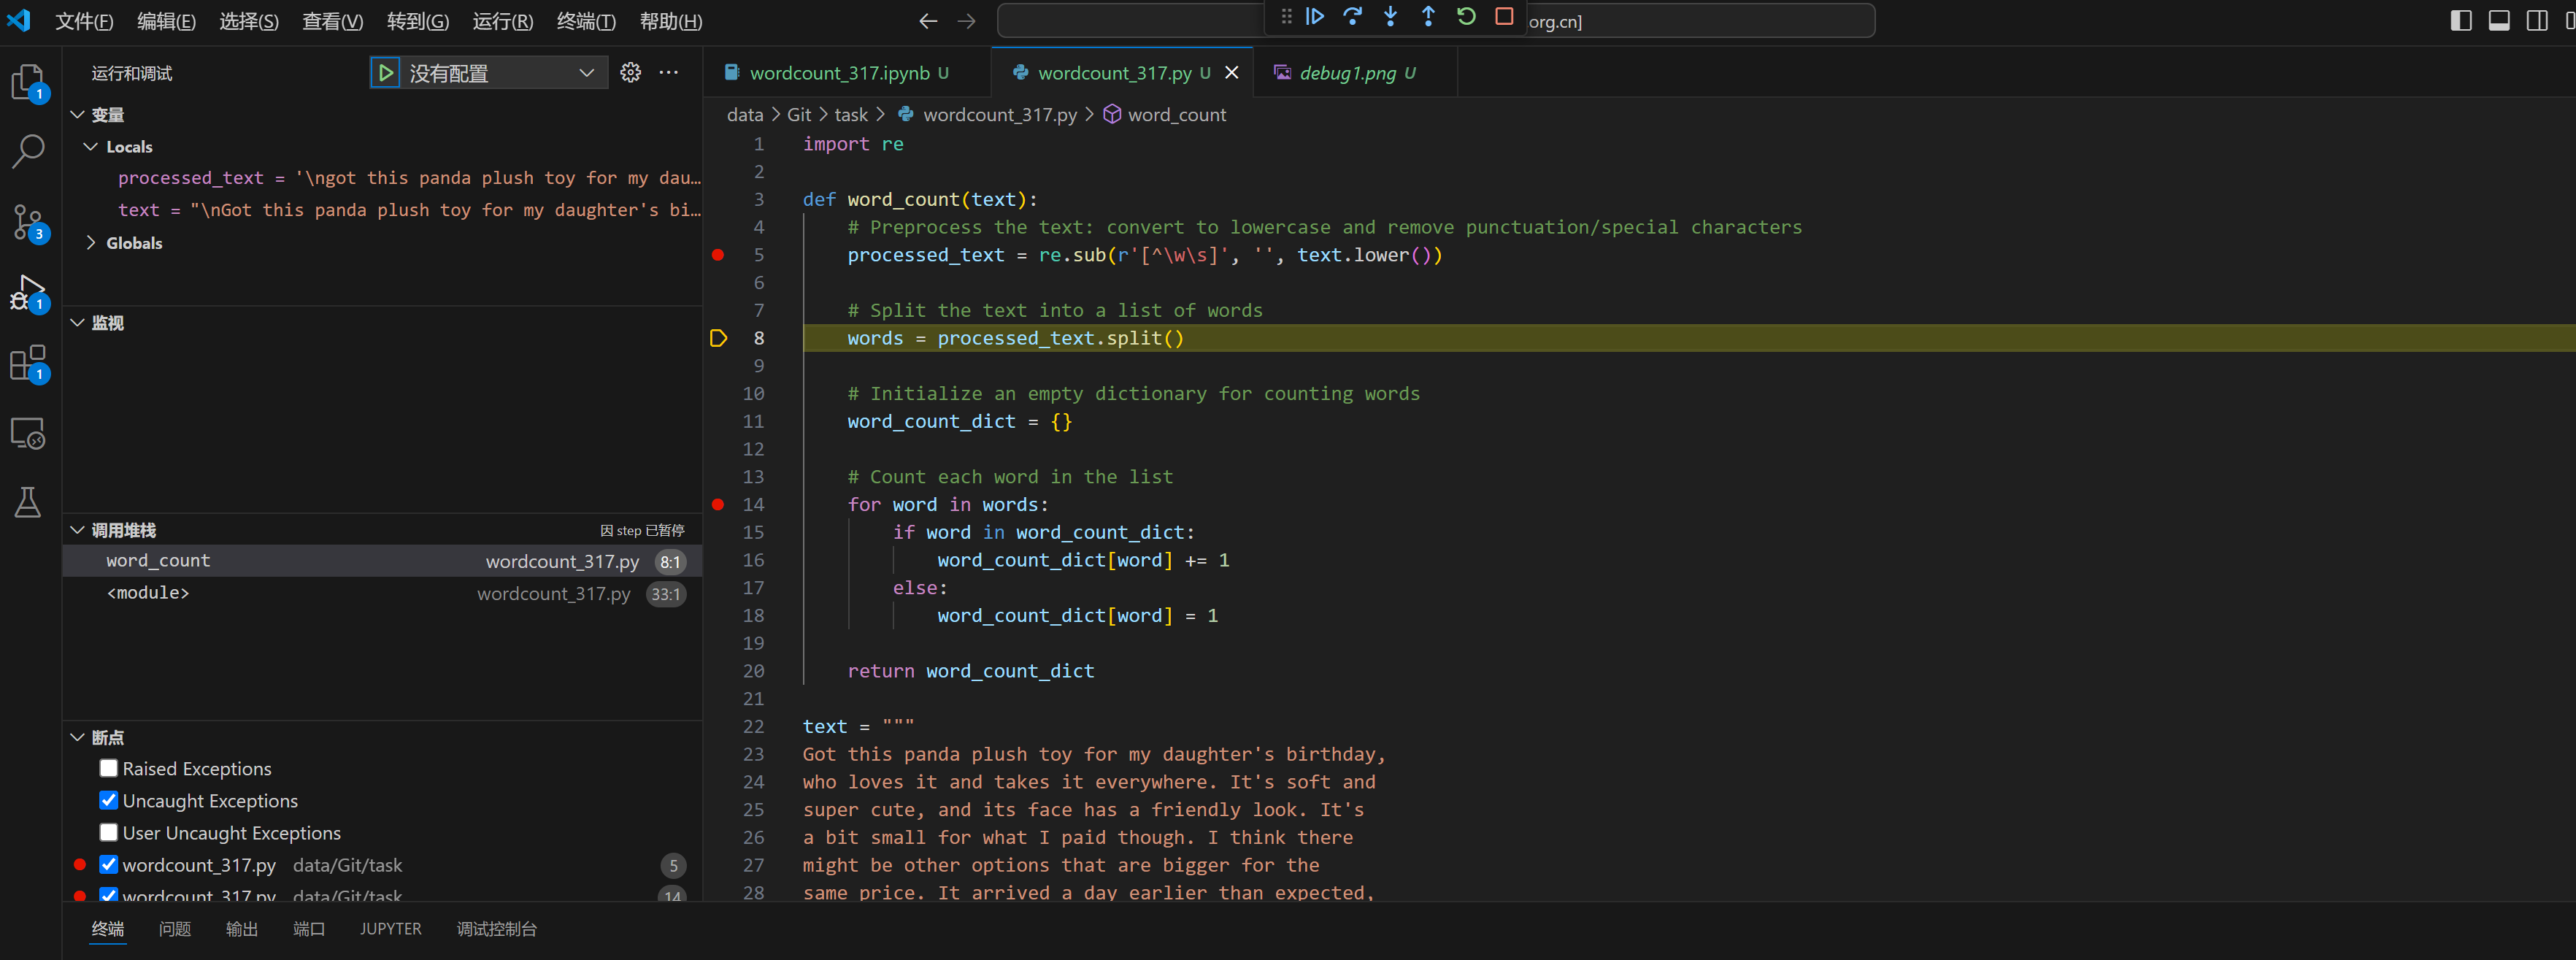 文件(F) 编辑(E) 选择(S) 查看(V) 转到(G) 运行(R) 终端(T) 帮助(H)
org.cn]
运行和调试 没有配置
变量
Locals
processed_text = '\ngot this panda plush toy for my dau...
text = "\nGot this panda plush toy for my daughter's bi...
Globals
监视
调用堆栈 因 step 已暂停
word_count wordcount_317.py 8:1
<module> wordcount_317.py 33:1
断点
Raised Exceptions
Uncaught Exceptions
User Uncaught Exceptions
wordcount_317.py data/Git/task 5
wordcount_317.py data/Git/task 14
1
3
1
1
wordcount_317.ipynb U wordcount_317.py U debug1.png U
data > Git > task > wordcount_317.py > word_count
1 import re
2
3 def word_count(text):
4 # Preprocess the text: convert to lowercase and remove punctuation/special characters
5 processed_text = re.sub(r'[^\w\s]', '', text.lower())
6
7 # Split the text into a list of words
8 words = processed_text.split()
9
10 # Initialize an empty dictionary for counting words
11 word_count_dict = {}
12
13 # Count each word in the list
14 for word in words:
15 if word in word_count_dict:
16 word_count_dict[word] += 1
17 else:
18 word_count_dict[word] = 1
19
20 return word_count_dict
21
22 text = """
23 Got this panda plush toy for my daughter's birthday,
24 who loves it and takes it everywhere. It's soft and
25 super cute, and its face has a friendly look. It's
26 a bit small for what I paid though. I think there
27 might be other options that are bigger for the
28 same price. It arrived a day earlier than expected,
终端 问题 输出 端口 JUPYTER 调试控制台